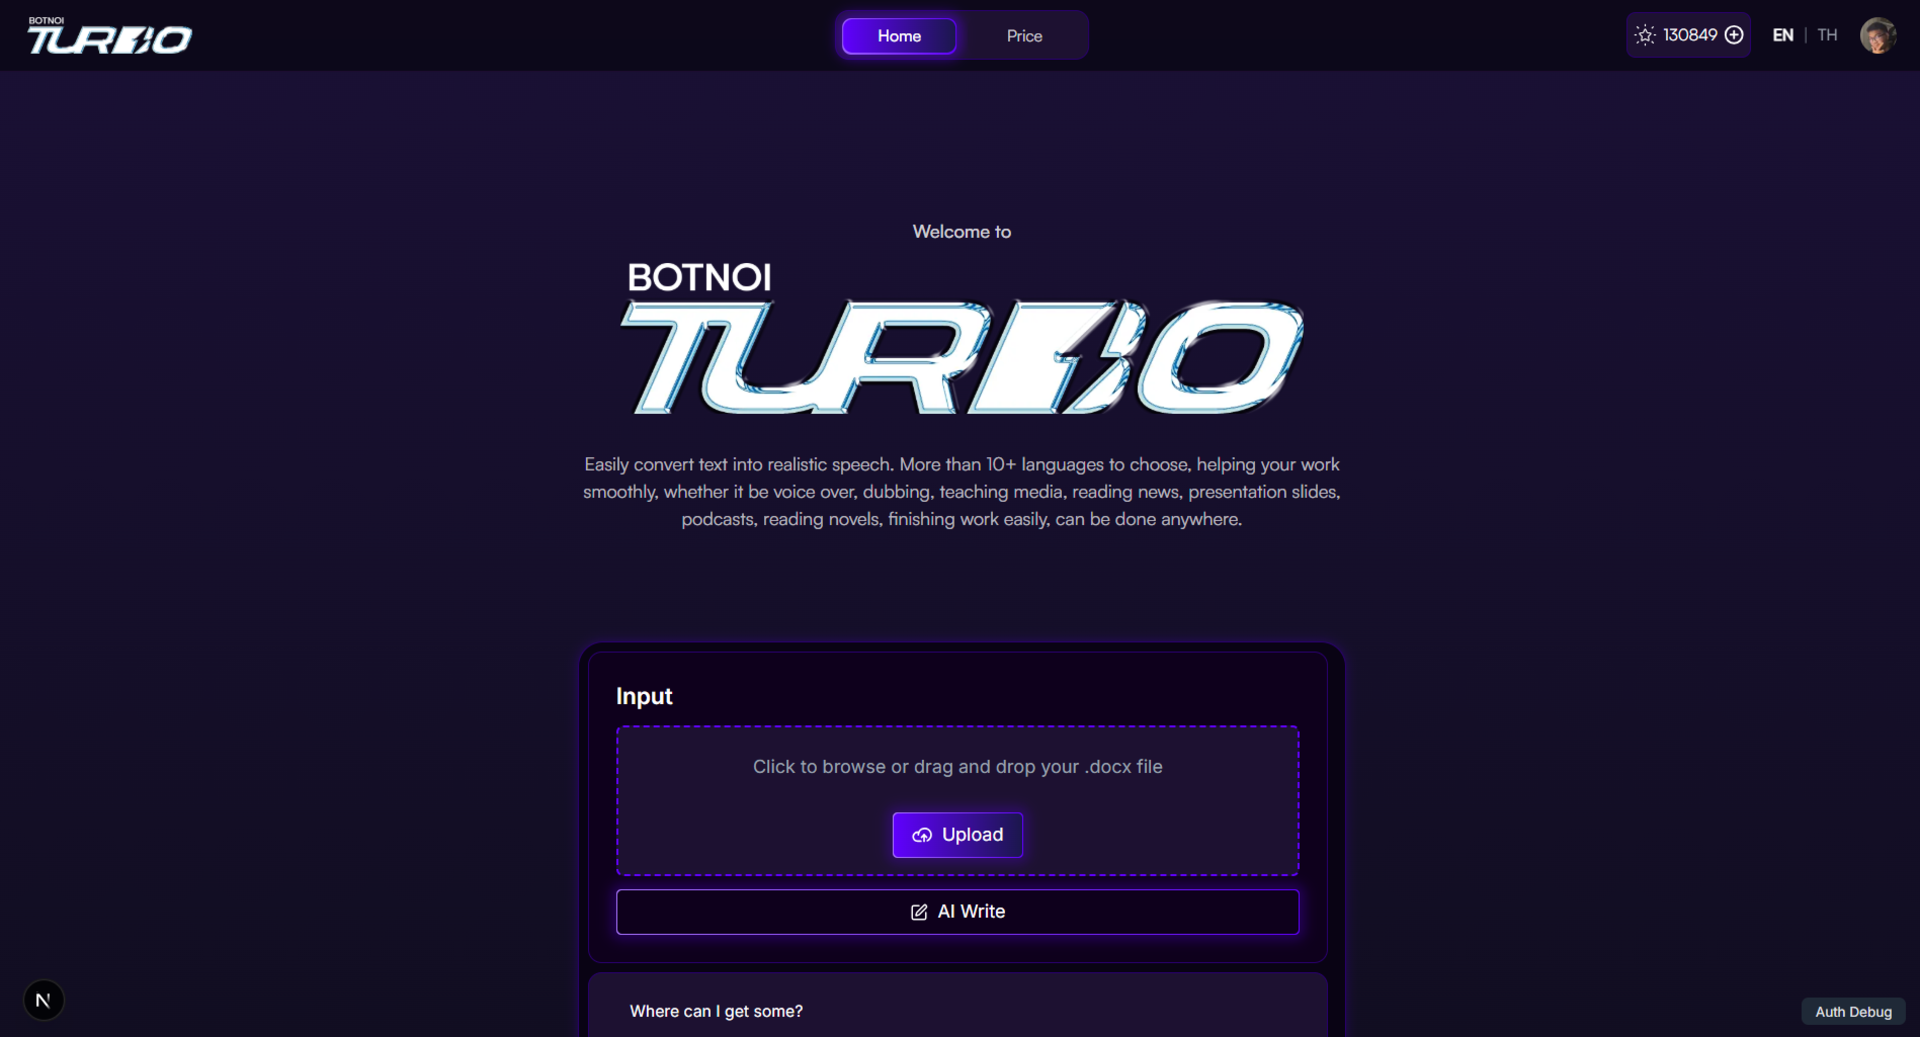 BOTNOI
TURBO
Home
Price
130849
EN | TH
Welcome to
BOTNOI
TURBO
Easily convert text into realistic speech. More than 10+ languages to choose, helping your work
smoothly, whether it be voice over, dubbing, teaching media, reading news, presentation slides,
podcasts, reading novels, finishing work easily, can be done anywhere.
Input
Click to browse or drag and drop your .docx file
Upload
AI Write
Where can I get some?
N
Auth Debug